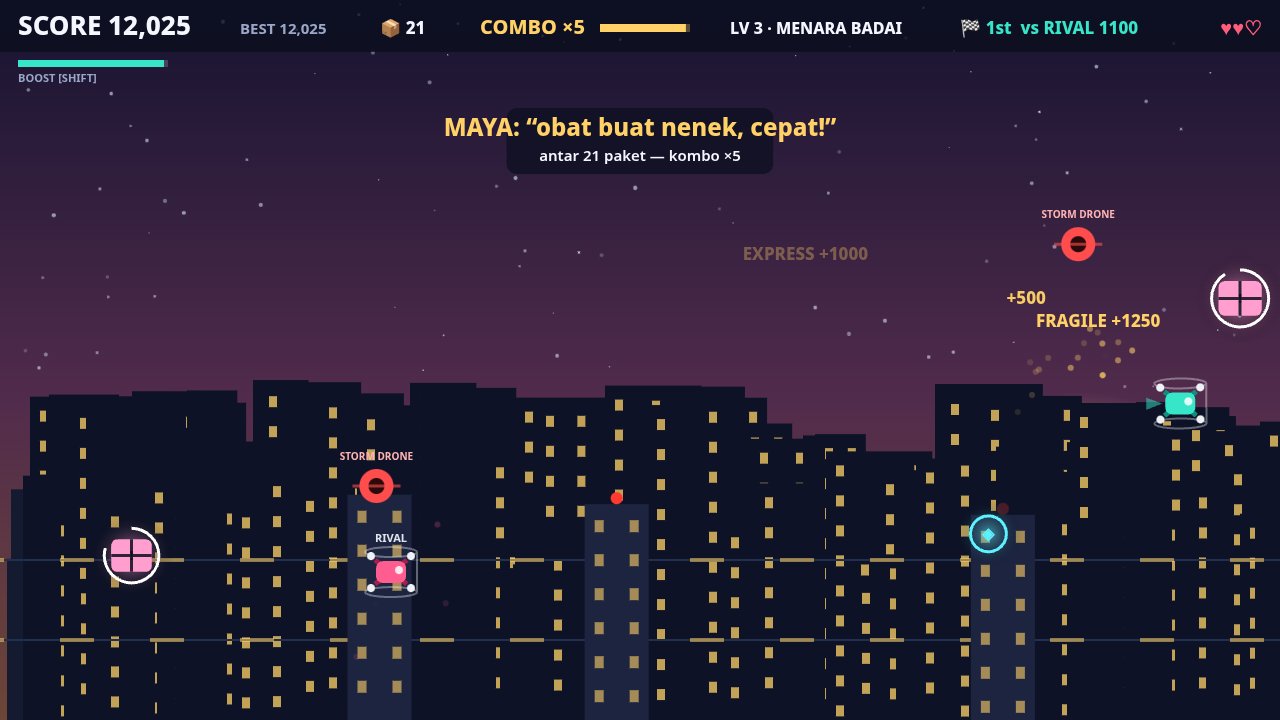 SCORE 12,025
BEST 12,025
📦 21
COMBO ×5
LV 3 · MENARA BADAI
🏁 1st vs RIVAL 1100
♥♥♡
BOOST [SHIFT]
MAYA: “obat buat nenek, cepat!”
antar 21 paket — kombo ×5
STORM DRONE
EXPRESS +1000
+500
FRAGILE +1250
STORM DRONE
RIVAL